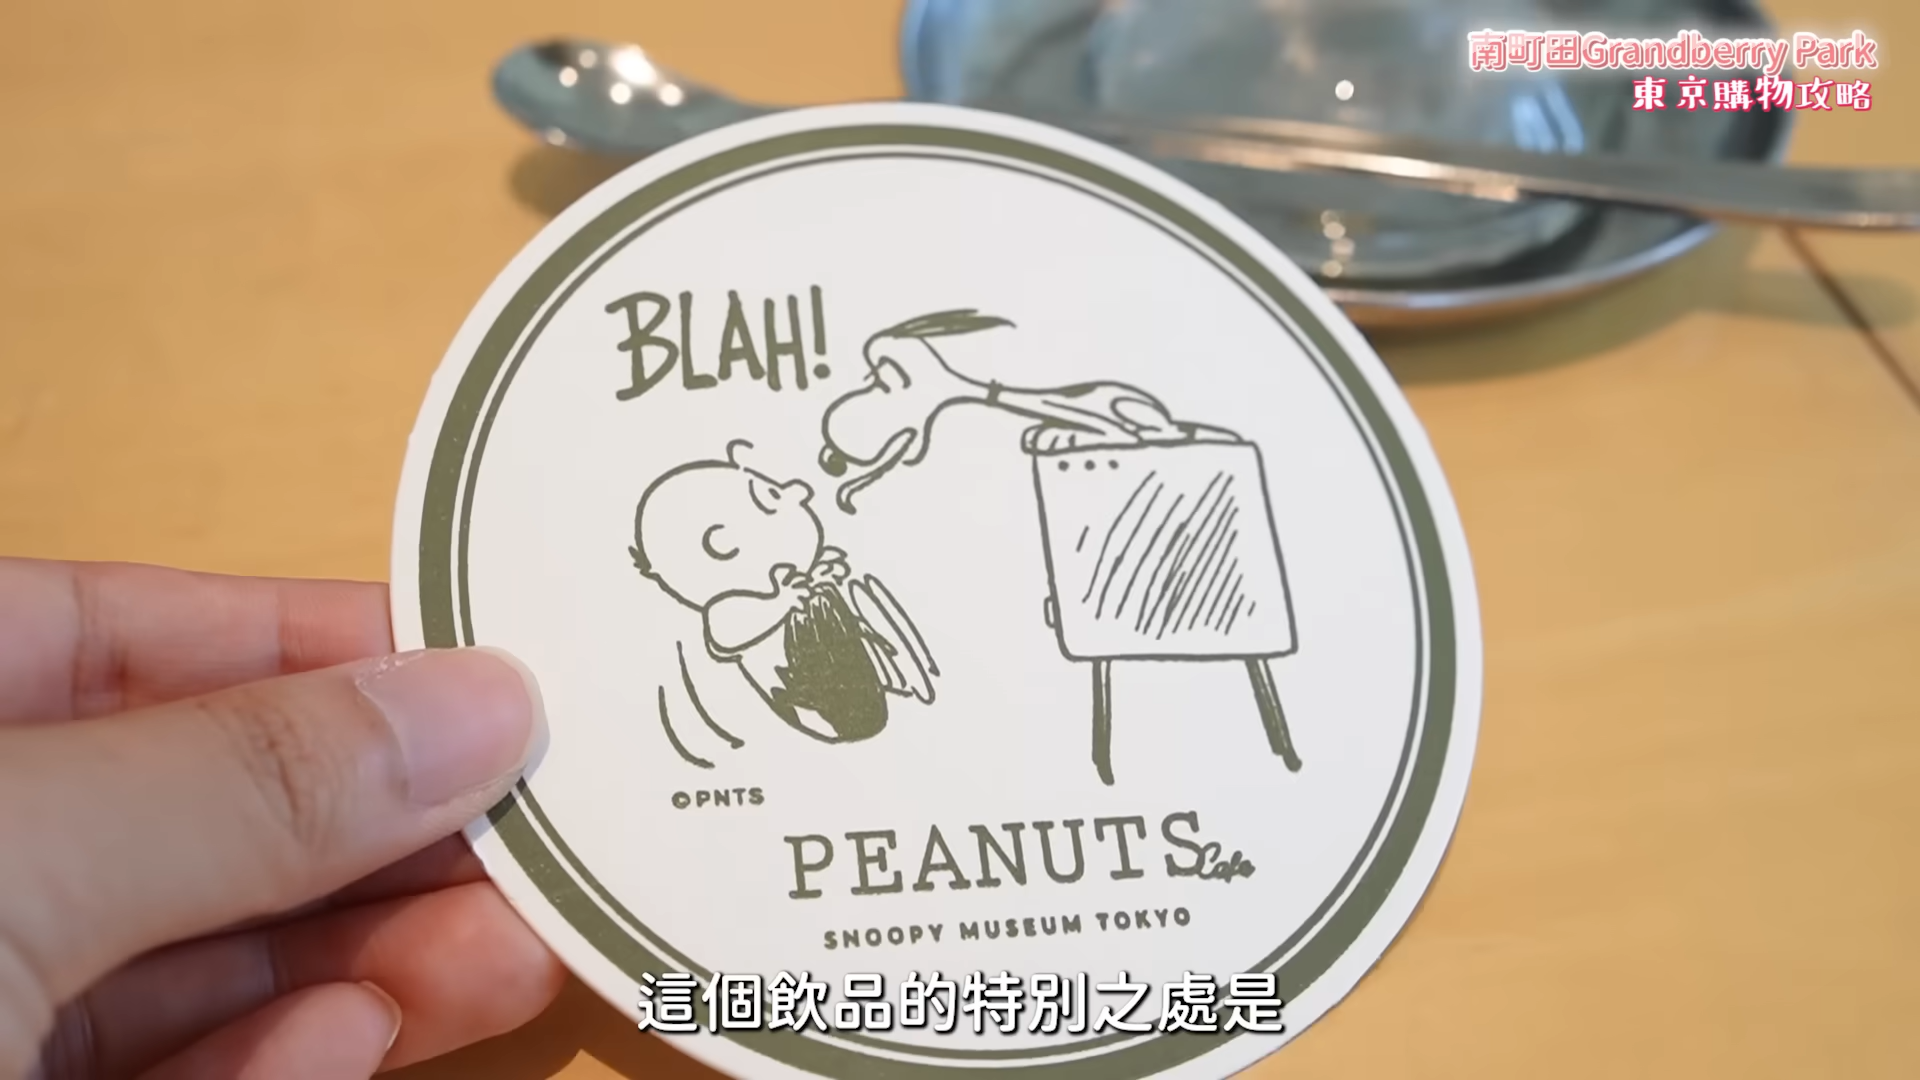 南町田Grandberry Park
東京購物攻略
BLAH!
©PNTS
PEANUTS Cafe
SNOOPY MUSEUM TOKYO
這個飲品的特別之處是